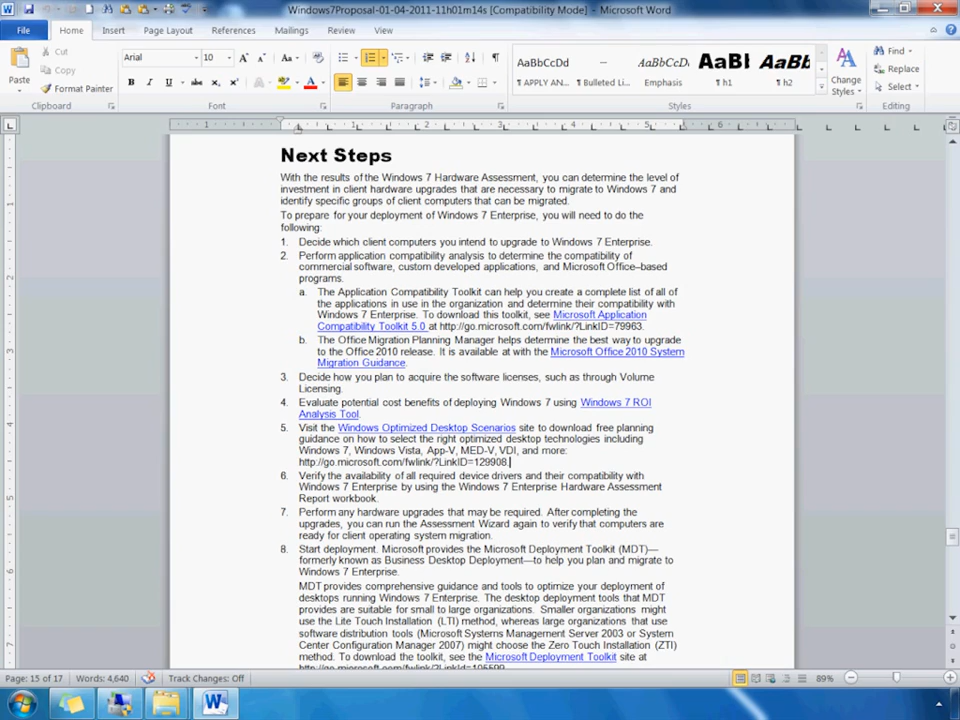 Windows7Proposal-01-04-2011-11h01m14s [Compatibility Mode] - Microsoft Word
File Home Insert Page Layout References Mailings Review View
Paste
Cut
Copy
Format Painter
Clipboard
Arial 10
Font
Paragraph
AaBbCcDd AaBbCcDc AaBbI AaBb
¶ APPLY AN... ¶ Bulleted Li... Emphasis ¶ h1 ¶ h2
Change Styles
Styles
Find
Replace
Select
Editing
Next Steps
With the results of the Windows 7 Hardware Assessment, you can determine the level of
investment in client hardware upgrades that are necessary to migrate to Windows 7 and
identify specific groups of client computers that can be migrated.
To prepare for your deployment of Windows 7 Enterprise, you will need to do the
following:
1. Decide which client computers you intend to upgrade to Windows 7 Enterprise.
2. Perform application compatibility analysis to determine the compatibility of
commercial software, custom developed applications, and Microsoft Office–based
programs.
a. The Application Compatibility Toolkit can help you create a complete list of all of
the applications in use in the organization and determine their compatibility with
Windows 7 Enterprise. To download this toolkit, see Microsoft Application
Compatibility Toolkit 5.0 at http://go.microsoft.com/fwlink/?LinkID=79963.
b. The Office Migration Planning Manager helps determine the best way to upgrade
to the Office 2010 release. It is available at with the Microsoft Office 2010 System
Migration Guidance.
3. Decide how you plan to acquire the software licenses, such as through Volume
Licensing.
4. Evaluate potential cost benefits of deploying Windows 7 using Windows 7 ROI
Analysis Tool.
5. Visit the Windows Optimized Desktop Scenarios site to download free planning
guidance on how to select the right optimized desktop technologies including
Windows 7, Windows Vista, App-V, MED-V, VDI, and more:
http://go.microsoft.com/fwlink/?LinkID=129908.
6. Verify the availability of all required device drivers and their compatibility with
Windows 7 Enterprise by using the Windows 7 Enterprise Hardware Assessment
Report workbook.
7. Perform any hardware upgrades that may be required. After completing the
upgrades, you can run the Assessment Wizard again to verify that computers are
ready for client operating system migration.
8. Start deployment. Microsoft provides the Microsoft Deployment Toolkit (MDT)—
formerly known as Business Desktop Deployment—to help you plan and migrate to
Windows 7 Enterprise.
MDT provides comprehensive guidance and tools to optimize your deployment of
desktops running Windows 7 Enterprise. The desktop deployment tools that MDT
provides are suitable for small to large organizations. Smaller organizations might
use the Lite Touch Installation (LTI) method, whereas large organizations that use
software distribution tools (Microsoft Systems Management Server 2003 or System
Center Configuration Manager 2007) might choose the Zero Touch Installation (ZTI)
method. To download the toolkit, see the Microsoft Deployment Toolkit site at
Page: 15 of 17 Words: 4,640 Track Changes: Off 89%